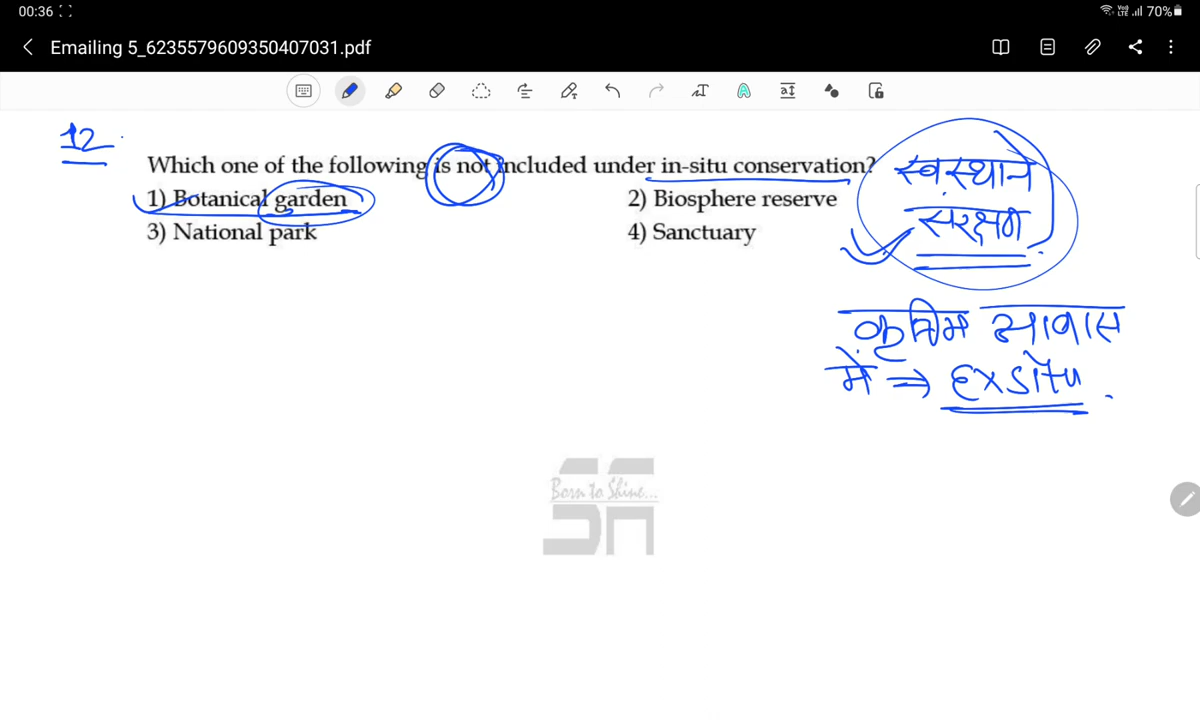 00:36
70%
Emailing 5_6235579609350407031.pdf
12.
Which one of the following is not included under in-situ conservation?
1) Botanical garden
2) Biosphere reserve
3) National park
4) Sanctuary
स्व.स्थाने
संरक्षण
कृत्रिम आवास
में ⇒ Exsitu.
Born to Shine...